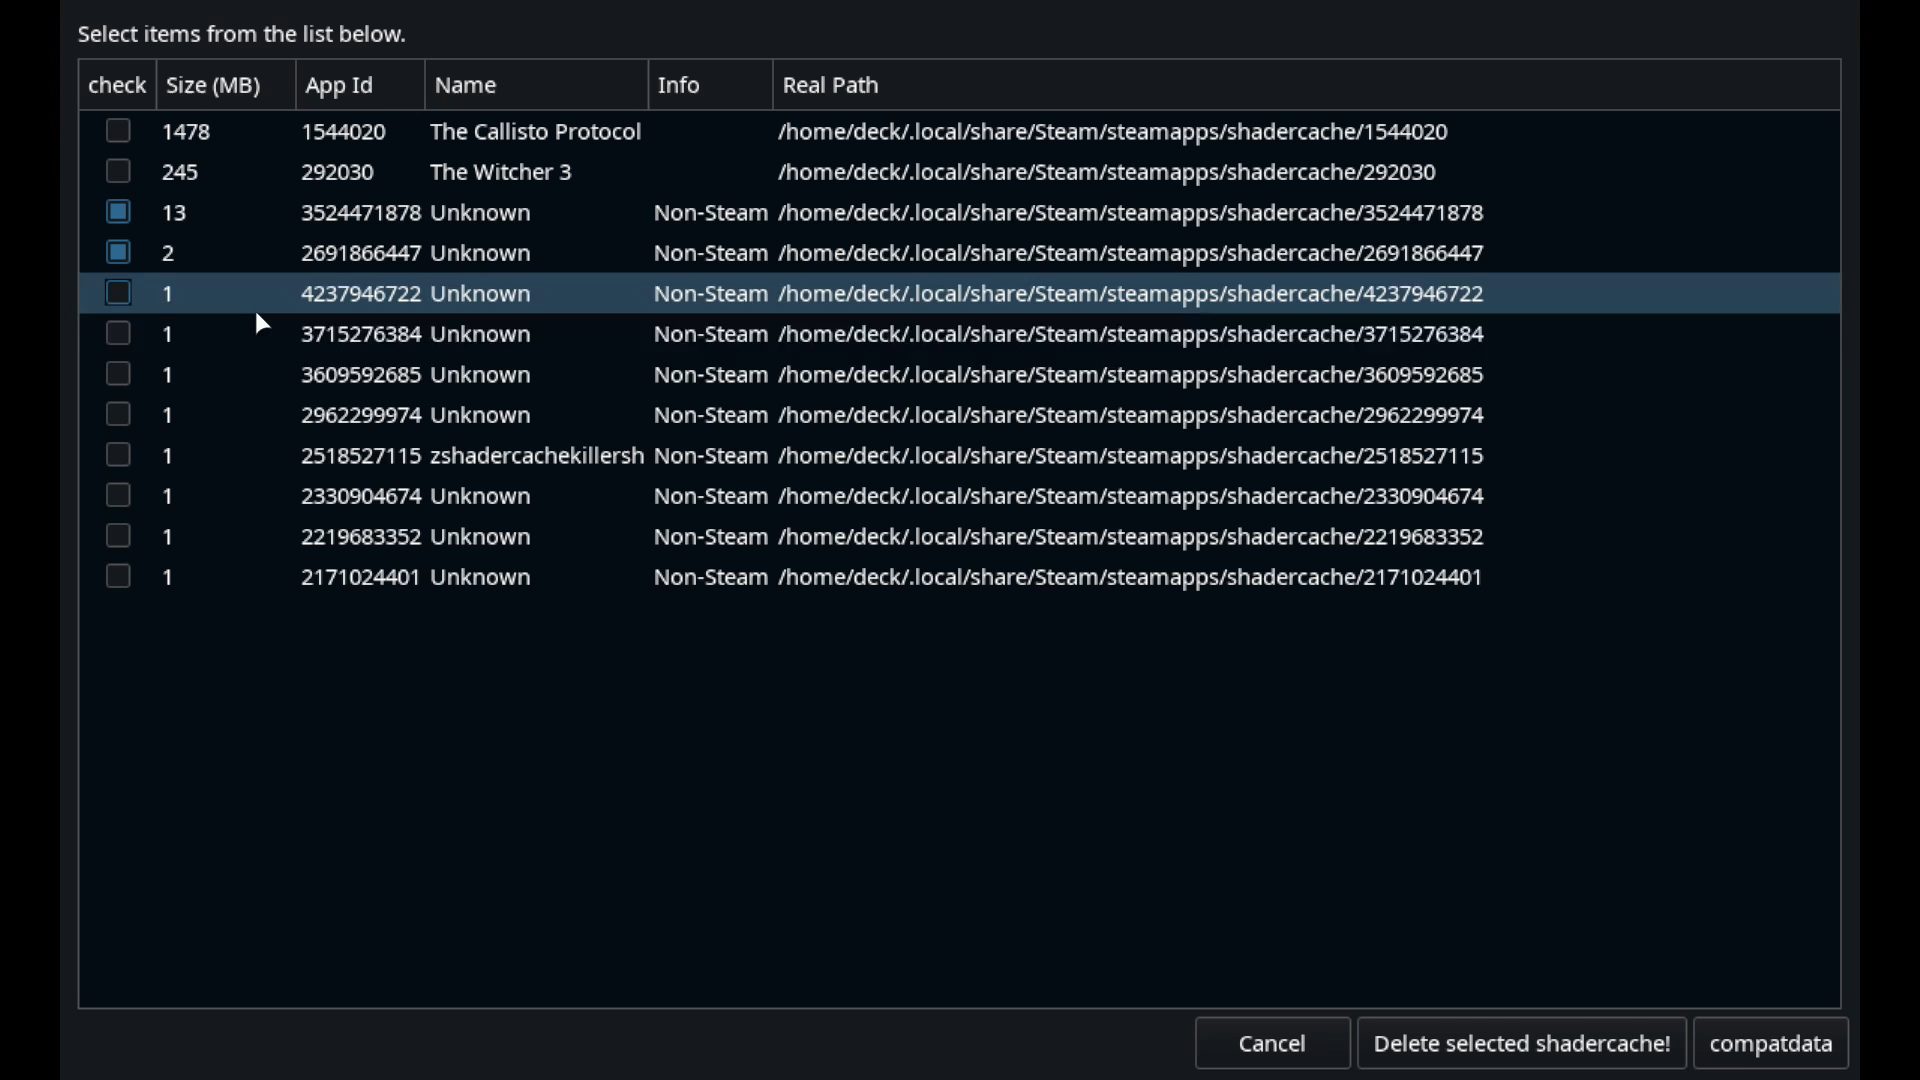 Select items from the list below.
check Size (MB) App Id Name Info Real Path
1478 1544020 The Callisto Protocol /home/deck/.local/share/Steam/steamapps/shadercache/1544020
245 292030 The Witcher 3 /home/deck/.local/share/Steam/steamapps/shadercache/292030
13 3524471878 Unknown Non-Steam /home/deck/.local/share/Steam/steamapps/shadercache/3524471878
2 2691866447 Unknown Non-Steam /home/deck/.local/share/Steam/steamapps/shadercache/2691866447
1 4237946722 Unknown Non-Steam /home/deck/.local/share/Steam/steamapps/shadercache/4237946722
1 3715276384 Unknown Non-Steam /home/deck/.local/share/Steam/steamapps/shadercache/3715276384
1 3609592685 Unknown Non-Steam /home/deck/.local/share/Steam/steamapps/shadercache/3609592685
1 2962299974 Unknown Non-Steam /home/deck/.local/share/Steam/steamapps/shadercache/2962299974
1 2518527115 zshadercachekillersh Non-Steam /home/deck/.local/share/Steam/steamapps/shadercache/2518527115
1 2330904674 Unknown Non-Steam /home/deck/.local/share/Steam/steamapps/shadercache/2330904674
1 2219683352 Unknown Non-Steam /home/deck/.local/share/Steam/steamapps/shadercache/2219683352
1 2171024401 Unknown Non-Steam /home/deck/.local/share/Steam/steamapps/shadercache/2171024401
Cancel Delete selected shadercache! compatdata